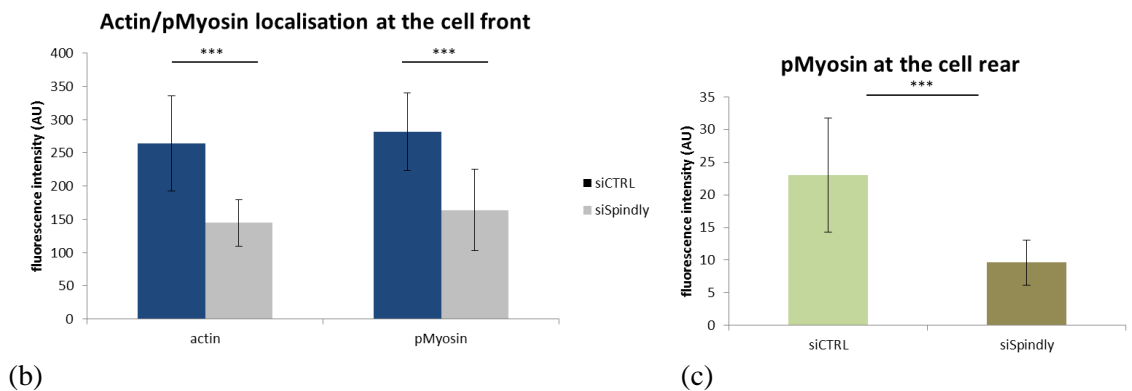 Actin/pMyosin localisation at the cell front
***
***
400
350
300
250
200
150
100
50
0
fluorescence intensity (AU)
actin
pMyosin
siCTRL
siSpindly
(b)
pMyosin at the cell rear
***
35
30
25
20
15
10
5
0
fluorescence intensity (AU)
siCTRL
siSpindly
(c)